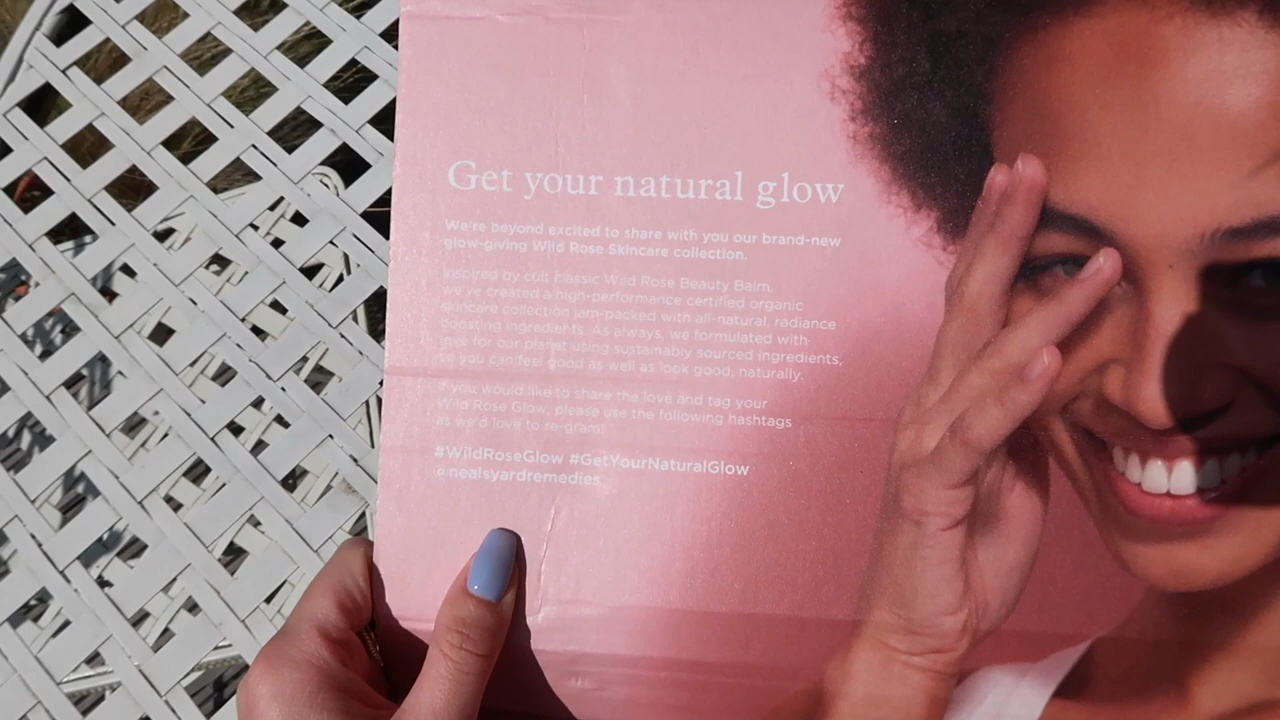 Get your natural glow
We're beyond excited to share with you our brand-new
glow-giving Wild Rose Skincare collection.
Inspired by cult classic Wild Rose Beauty Balm,
we've created a high-performance certified organic
skincare collection jam-packed with all-natural, radiance
boosting ingredients. As always, we formulated with
love for our planet using sustainably sourced ingredients,
so you can feel good as well as look good, naturally.
If you would like to share the love and tag your
Wild Rose Glow, please use the following hashtags
as we'd love to re-gram!
#WildRoseGlow #GetYourNaturalGlow
@nealsyardremedies